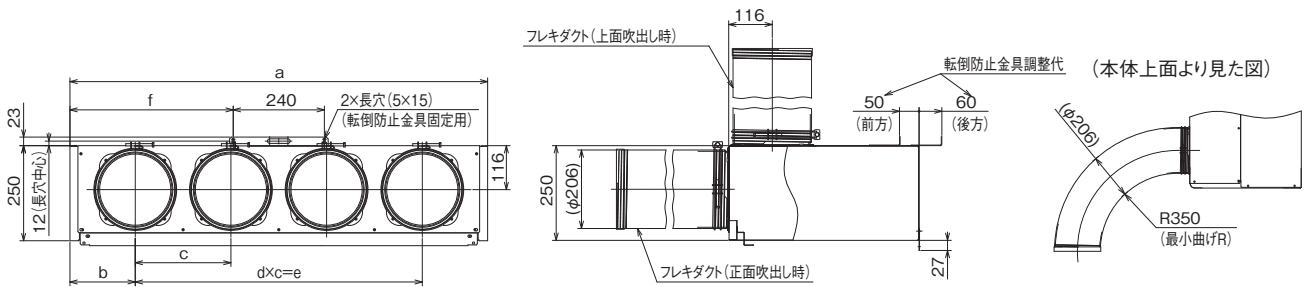 a
f
240
2×長穴（5×15）
（転倒防止金具固定用）
23
250
12（長穴中心）
116
b
c
d×c=e
フレキダクト（上面吹出し時）
116
転倒防止金具調整代
50
（前方）
60
（後方）
250
（φ206）
27
フレキダクト（正面吹出し時）
（本体上面より見た図）
（φ206）
R350
（最小曲げR）